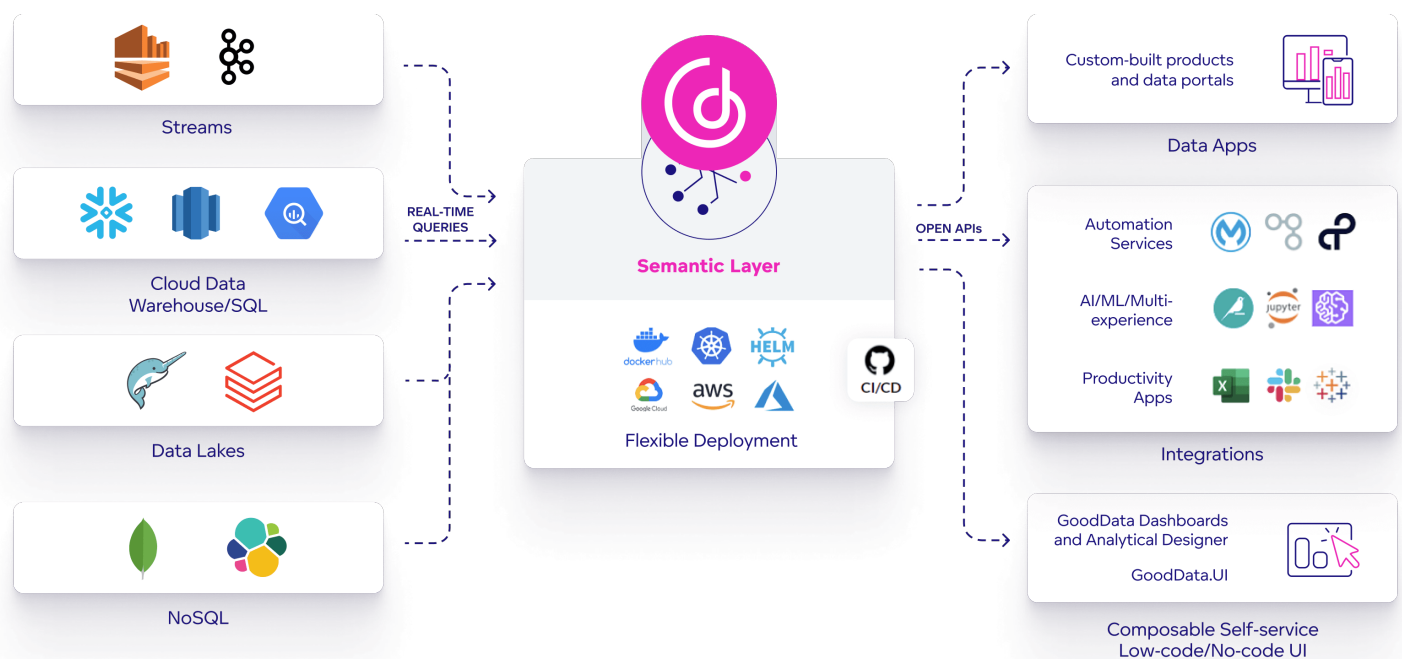 Streams
Cloud Data
Warehouse/SQL
Data Lakes
NoSQL
REAL-TIME
QUERIES
Semantic Layer
dockerhub
HELM
Google Cloud
aws
CI/CD
Flexible Deployment
OPEN APIs
Custom-built products
and data portals
Data Apps
Automation
Services
AI/ML/Multi-
experience
jupyter
Productivity
Apps
X
Integrations
GoodData Dashboards
and Analytical Designer
GoodData.UI
Composable Self-service
Low-code/No-code UI